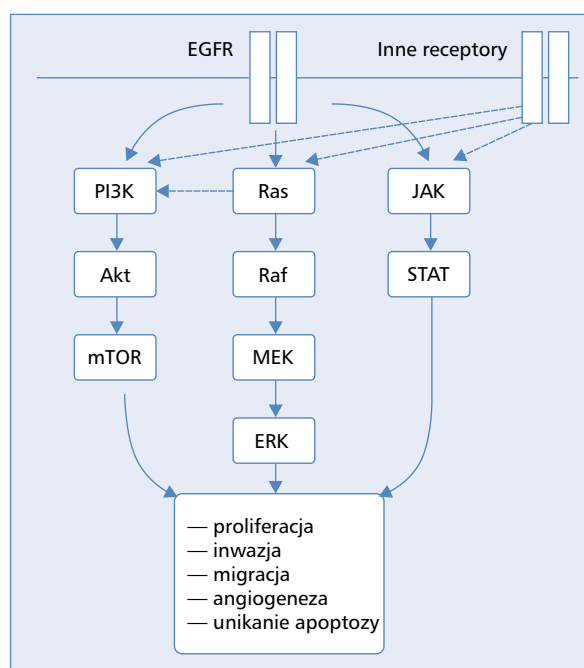 EGFR
Inne receptory
PI3K
Ras
JAK
Akt
Raf
STAT
mTOR
MEK
ERK
— proliferacja
— inwazja
— migracja
— angiogeneza
— unikanie apoptozy